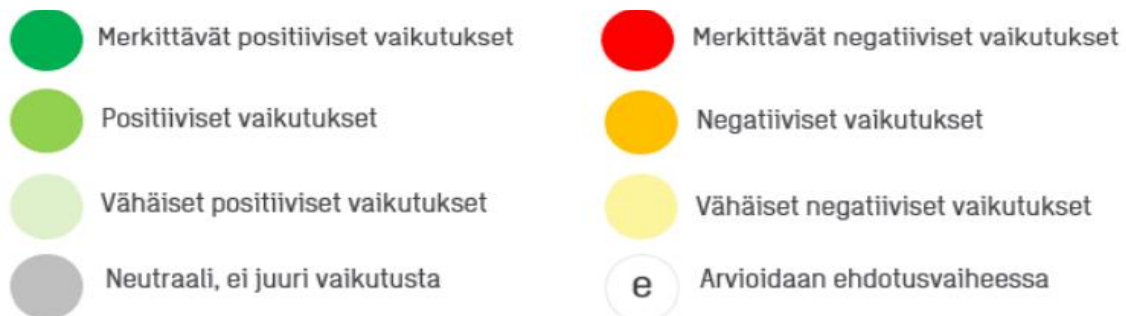 Merkittävät positiiviset vaikutukset
Merkittävät negatiiviset vaikutukset
Positiiviset vaikutukset
Negatiiviset vaikutukset
Vähäiset positiiviset vaikutukset
Vähäiset negatiiviset vaikutukset
Neutraali, ei juuri vaikutusta
e Arvioidaan ehdotusvaiheessa